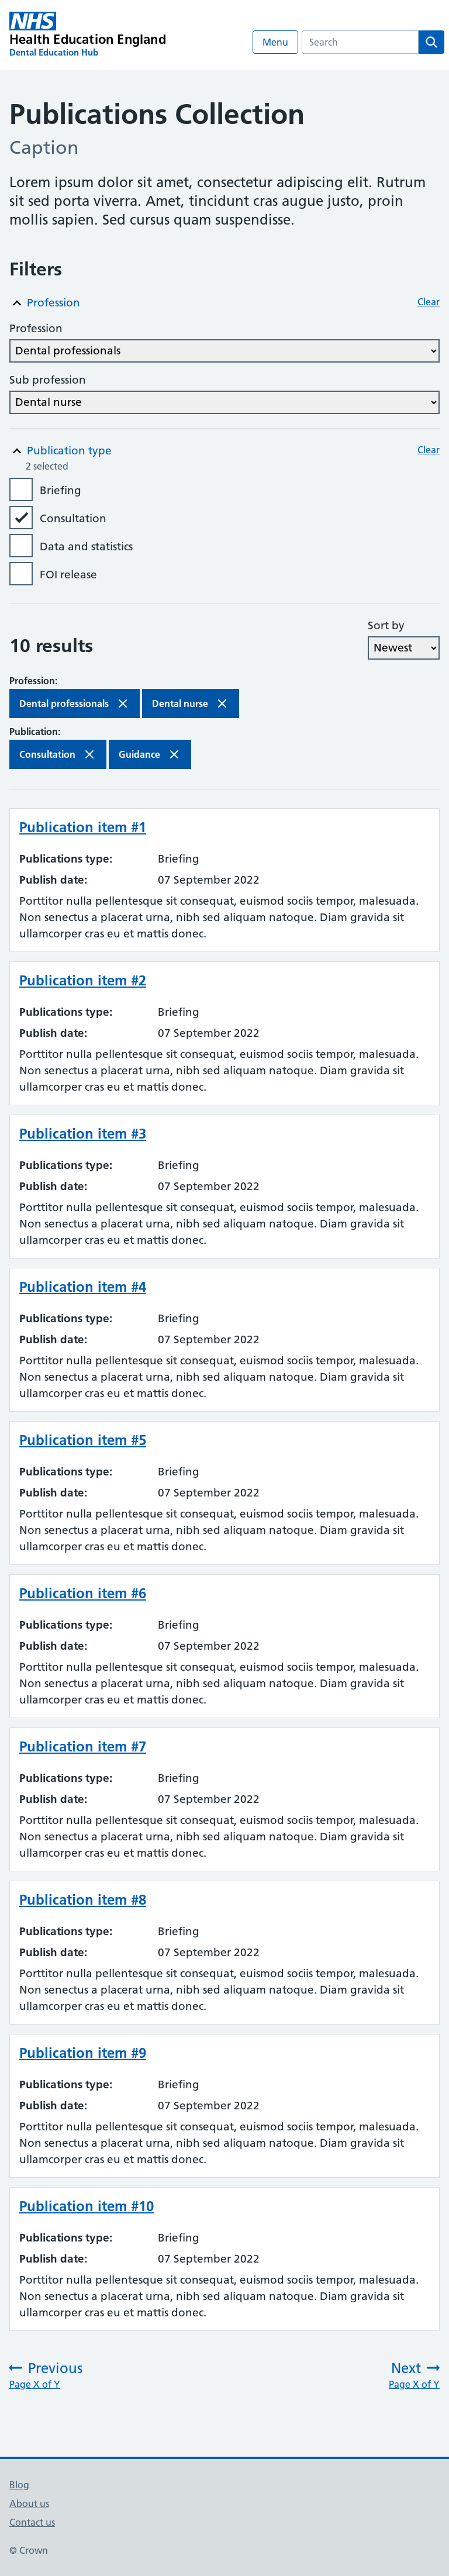 NHS
Health Education England
Dental Education Hub
Menu
Search
Publications Collection
Caption
Lorem ipsum dolor sit amet, consectetur adipiscing elit. Rutrum
sit sed porta viverra. Amet, tincidunt cras augue justo, proin
mollis sapien. Sed cursus quam suspendisse.
Filters
Profession
Clear
Profession
Dental professionals
Sub profession
Dental nurse
Publication type
Clear
2 selected
Briefing
Consultation
Data and statistics
FOI release
10 results
Sort by
Newest
Profession:
Dental professionals
Dental nurse
Publication:
Consultation
Guidance
Publication item #1
Publications type: Briefing
Publish date: 07 September 2022
Porttitor nulla pellentesque sit consequat, euismod sociis tempor, malesuada.
Non senectus a placerat urna, nibh sed aliquam natoque. Diam gravida sit
ullamcorper cras eu et mattis donec.
Publication item #2
Publications type: Briefing
Publish date: 07 September 2022
Porttitor nulla pellentesque sit consequat, euismod sociis tempor, malesuada.
Non senectus a placerat urna, nibh sed aliquam natoque. Diam gravida sit
ullamcorper cras eu et mattis donec.
Publication item #3
Publications type: Briefing
Publish date: 07 September 2022
Porttitor nulla pellentesque sit consequat, euismod sociis tempor, malesuada.
Non senectus a placerat urna, nibh sed aliquam natoque. Diam gravida sit
ullamcorper cras eu et mattis donec.
Publication item #4
Publications type: Briefing
Publish date: 07 September 2022
Porttitor nulla pellentesque sit consequat, euismod sociis tempor, malesuada.
Non senectus a placerat urna, nibh sed aliquam natoque. Diam gravida sit
ullamcorper cras eu et mattis donec.
Publication item #5
Publications type: Briefing
Publish date: 07 September 2022
Porttitor nulla pellentesque sit consequat, euismod sociis tempor, malesuada.
Non senectus a placerat urna, nibh sed aliquam natoque. Diam gravida sit
ullamcorper cras eu et mattis donec.
Publication item #6
Publications type: Briefing
Publish date: 07 September 2022
Porttitor nulla pellentesque sit consequat, euismod sociis tempor, malesuada.
Non senectus a placerat urna, nibh sed aliquam natoque. Diam gravida sit
ullamcorper cras eu et mattis donec.
Publication item #7
Publications type: Briefing
Publish date: 07 September 2022
Porttitor nulla pellentesque sit consequat, euismod sociis tempor, malesuada.
Non senectus a placerat urna, nibh sed aliquam natoque. Diam gravida sit
ullamcorper cras eu et mattis donec.
Publication item #8
Publications type: Briefing
Publish date: 07 September 2022
Porttitor nulla pellentesque sit consequat, euismod sociis tempor, malesuada.
Non senectus a placerat urna, nibh sed aliquam natoque. Diam gravida sit
ullamcorper cras eu et mattis donec.
Publication item #9
Publications type: Briefing
Publish date: 07 September 2022
Porttitor nulla pellentesque sit consequat, euismod sociis tempor, malesuada.
Non senectus a placerat urna, nibh sed aliquam natoque. Diam gravida sit
ullamcorper cras eu et mattis donec.
Publication item #10
Publications type: Briefing
Publish date: 07 September 2022
Porttitor nulla pellentesque sit consequat, euismod sociis tempor, malesuada.
Non senectus a placerat urna, nibh sed aliquam natoque. Diam gravida sit
ullamcorper cras eu et mattis donec.
Previous
Page X of Y
Next
Page X of Y
Blog
About us
Contact us
© Crown